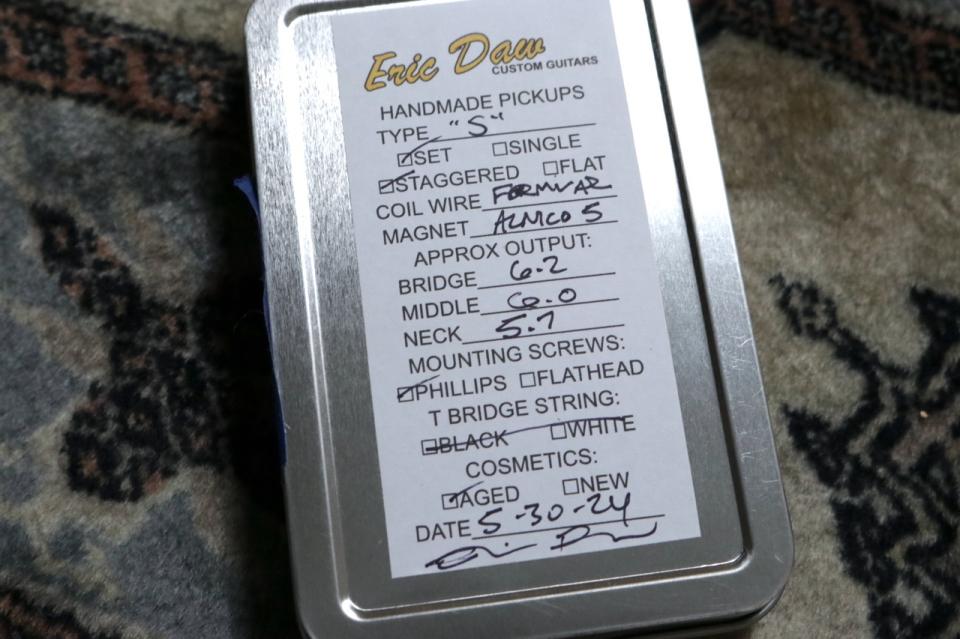 Eric Daw
CUSTOM GUITARS
HANDMADE PICKUPS
TYPE "S"
SET SINGLE
STAGGERED FLAT
COIL WIRE FORMVAR
MAGNET ALNICO 5
APPROX OUTPUT:
BRIDGE 6.2
MIDDLE 6.0
NECK 5.7
MOUNTING SCREWS:
PHILLIPS FLATHEAD
T BRIDGE STRING:
BLACK WHITE
COSMETICS:
AGED NEW
DATE 5-30-24